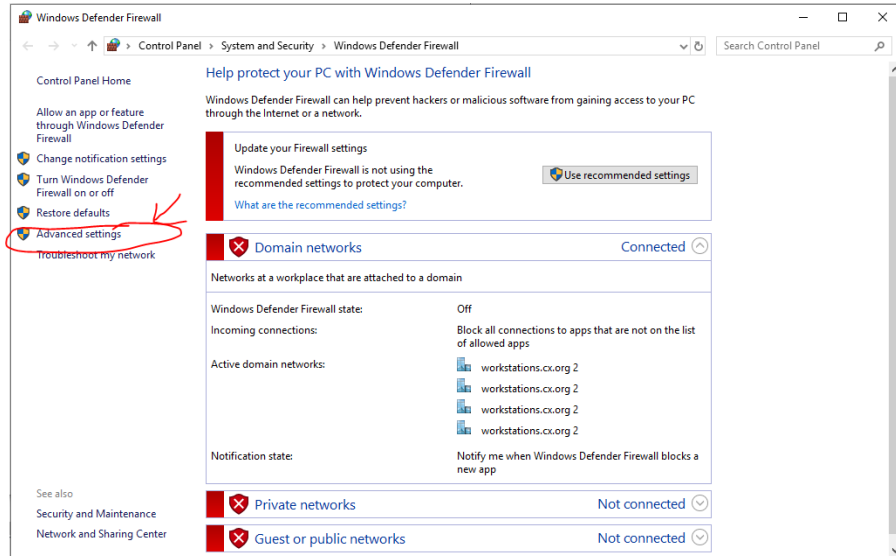 Windows Defender Firewall
Control Panel > System and Security > Windows Defender Firewall
Search Control Panel
Control Panel Home
Allow an app or feature
through Windows Defender
Firewall
Change notification settings
Turn Windows Defender
Firewall on or off
Restore defaults
Advanced settings
Troubleshoot my network
See also
Security and Maintenance
Network and Sharing Center
Help protect your PC with Windows Defender Firewall
Windows Defender Firewall can help prevent hackers or malicious software from gaining access to your PC
through the Internet or a network.
Update your Firewall settings
Windows Defender Firewall is not using the
recommended settings to protect your computer.
Use recommended settings
What are the recommended settings?
Domain networks Connected
Networks at a workplace that are attached to a domain
Windows Defender Firewall state: Off
Incoming connections: Block all connections to apps that are not on the list
of allowed apps
Active domain networks: workstations.cx.org 2
workstations.cx.org 2
workstations.cx.org 2
workstations.cx.org 2
Notification state: Notify me when Windows Defender Firewall blocks a
new app
Private networks Not connected
Guest or public networks Not connected